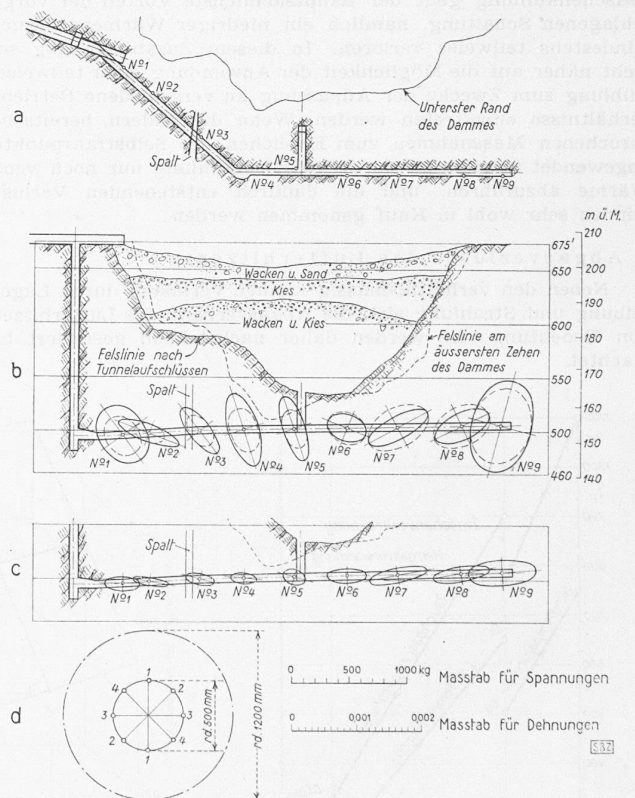 a
Nº1
Nº2
Nº3
Spalt
Nº4
Nº5
Nº6
Nº7
Nº8
Nº9
Unterster Rand
des Dammes
b
m ü.M.
675'
650
600
550
500
460
210
200
190
180
170
160
150
140
Wacken u. Sand
Kies
Wacken u. Kies
Felslinie nach
Tunnelaufschlüssen
Felslinie am
äussersten Zehen
des Dammes
Spalt
Nº1
Nº2
Nº3
Nº4
Nº5
Nº6
Nº7
Nº8
Nº9
c
Spalt
Nº1
Nº2
Nº3
Nº4
Nº5
Nº6
Nº7
Nº8
Nº9
d
1
2
3
4
1
2
3
4
rd.500mm
rd.1200mm
0 500 1000 kg Masstab für Spannungen
0 0,001 0,002 Masstab für Dehnungen
SBZ